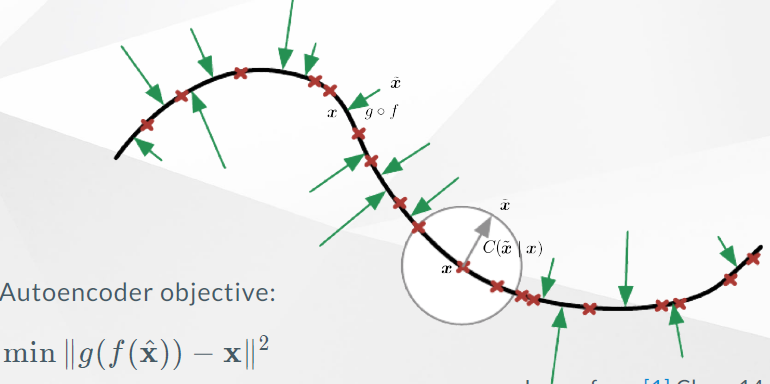 x̃
x
g ∘ f
x̃
C(x̃ | x)
x
Autoencoder objective:
min ‖g(f(x̂)) − x‖²